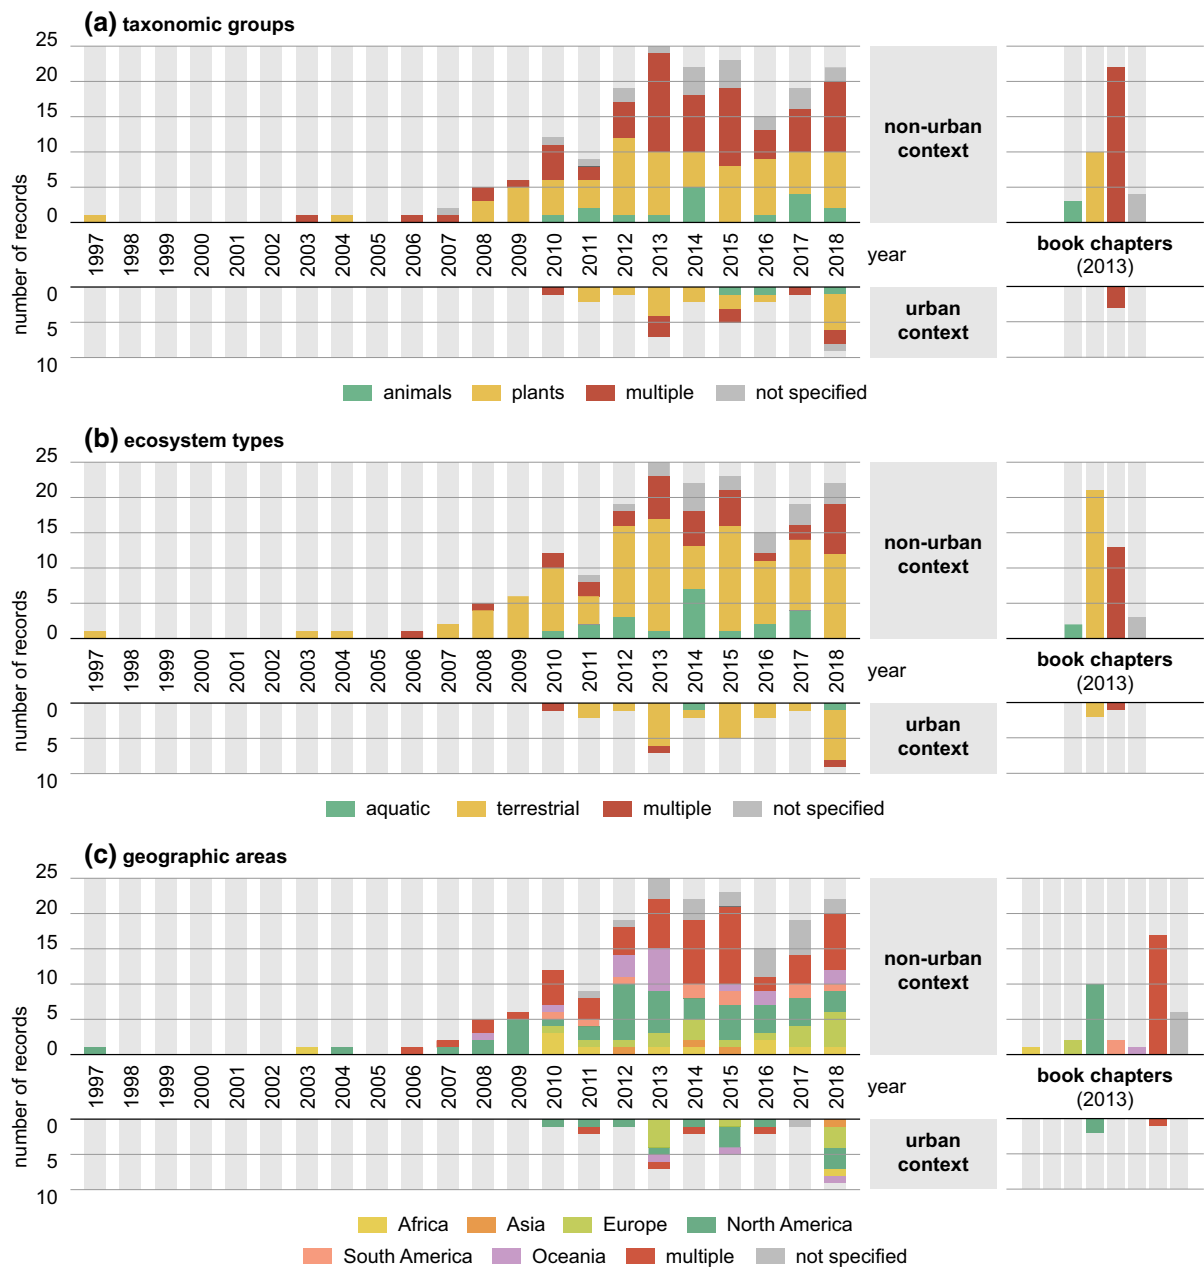 (a) taxonomic groups
number of records
25
20
15
10
5
0
non-urban
context
1997 1998 1999 2000 2001 2002 2003 2004 2005 2006 2007 2008 2009 2010 2011 2012 2013 2014 2015 2016 2017 2018
year
book chapters
(2013)
0
5
10
urban
context
animals plants multiple not specified
(b) ecosystem types
number of records
25
20
15
10
5
0
non-urban
context
1997 1998 1999 2000 2001 2002 2003 2004 2005 2006 2007 2008 2009 2010 2011 2012 2013 2014 2015 2016 2017 2018
year
book chapters
(2013)
0
5
10
urban
context
aquatic terrestrial multiple not specified
(c) geographic areas
number of records
25
20
15
10
5
0
non-urban
context
1997 1998 1999 2000 2001 2002 2003 2004 2005 2006 2007 2008 2009 2010 2011 2012 2013 2014 2015 2016 2017 2018
year
book chapters
(2013)
0
5
10
urban
context
Africa Asia Europe North America
South America Oceania multiple not specified